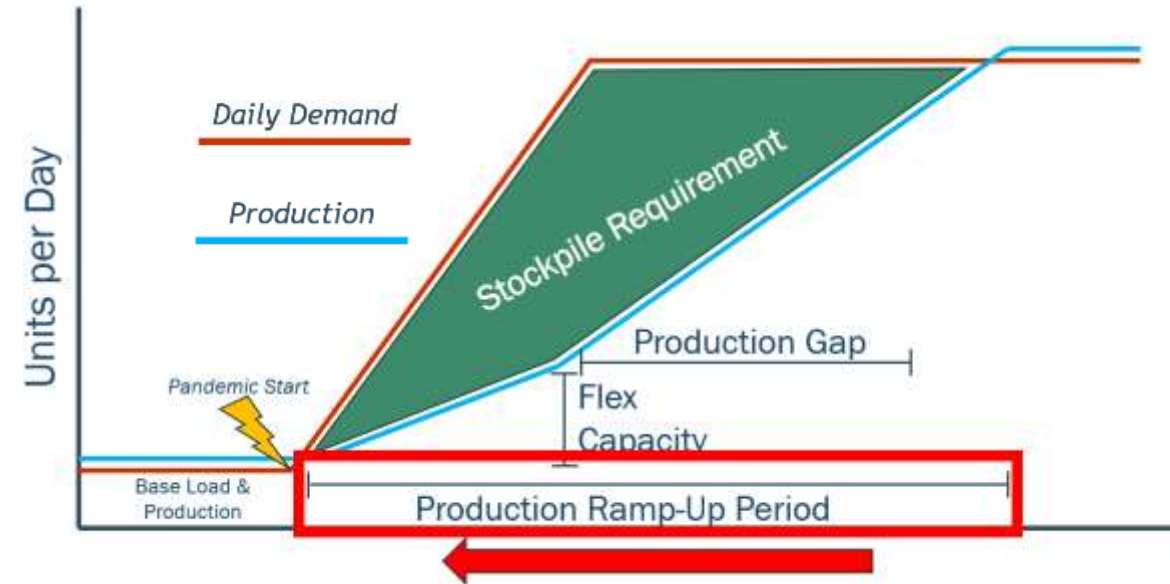 Units per Day
Daily Demand
Production
Stockpile Requirement
Production Gap
Pandemic Start
Flex
Capacity
Base Load &
Production
Production Ramp-Up Period